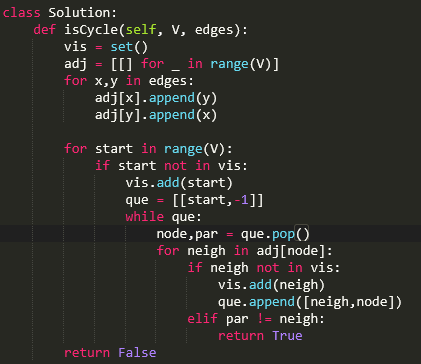 class Solution:
    def isCycle(self, V, edges):
        vis = set()
        adj = [[] for _ in range(V)]
        for x,y in edges:
            adj[x].append(y)
            adj[y].append(x)

        for start in range(V):
            if start not in vis:
                vis.add(start)
                que = [[start,-1]]
                while que:
                    node,par = que.pop()
                    for neigh in adj[node]:
                        if neigh not in vis:
                            vis.add(neigh)
                            que.append([neigh,node])
                        elif par != neigh:
                            return True
        return False